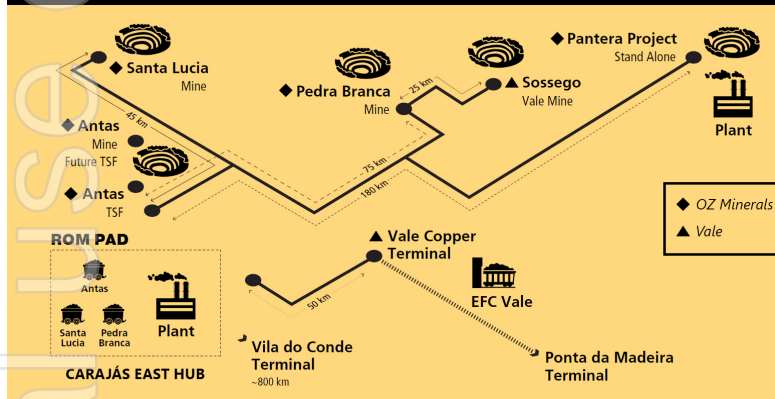 Santa Lucia
Mine
Pedra Branca
Mine
25 km
Sossego
Vale Mine
Pantera Project
Stand Alone
Plant
45 km
Antas
Mine
Future TSF
Antas
TSF
75 km
180 km
OZ Minerals
Vale
ROM PAD
Antas
Santa
Lucia
Pedra
Branca
Plant
CARAJÁS EAST HUB
Vale Copper
Terminal
50 km
EFC Vale
Vila do Conde
Terminal
~800 km
Ponta da Madeira
Terminal